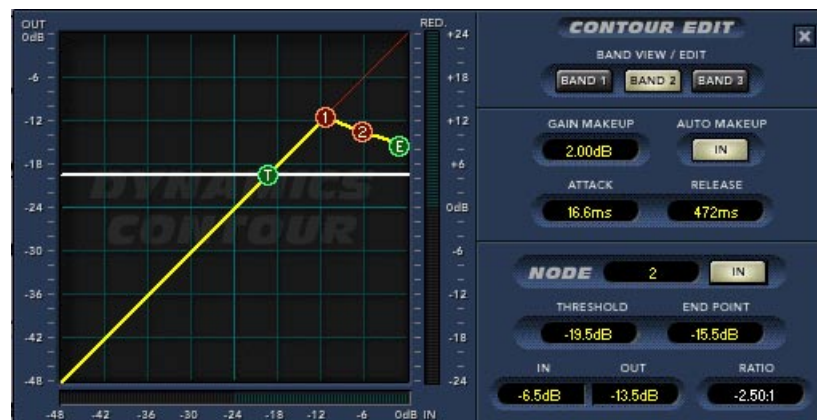 OUT
0dB
-6
-12
-18
-24
-30
-36
-42
-48
-48 -42 -36 -30 -24 -18 -12 -6 0dB IN
DYNAMICS
CONTOUR
1
2
E
T
RED.
+24
+18
+12
+6
0dB
-6
-12
-18
-24
CONTOUR EDIT
X
BAND VIEW / EDIT
BAND 1 BAND 2 BAND 3
GAIN MAKEUP AUTO MAKEUP
2.00dB IN
ATTACK RELEASE
16.6ms 472ms
NODE 2 IN
THRESHOLD END POINT
-19.5dB -15.5dB
IN OUT RATIO
-6.5dB -13.5dB -2.50:1